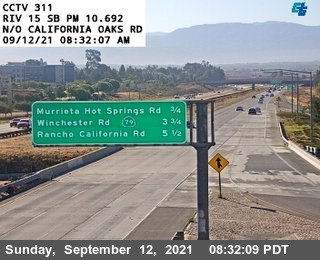 CCTV 311
RIV 15 SB PM 10.692
N/O CALIFORNIA OAKS RD
09/12/21 08:32:07 AM
Murrieta Hot Springs Rd 3/4
Winchester Rd 79 3 3/4
Rancho California Rd 5 1/2
Sunday, September 12, 2021 08:32:09 PDT